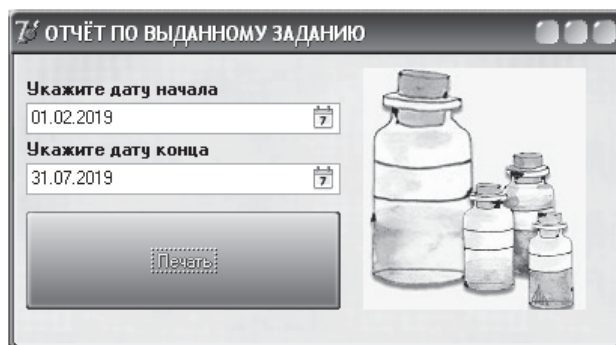 ОТЧЁТ ПО ВЫДАННОМУ ЗАДАНИЮ
Укажите дату начала
01.02.2019
Укажите дату конца
31.07.2019
Печать